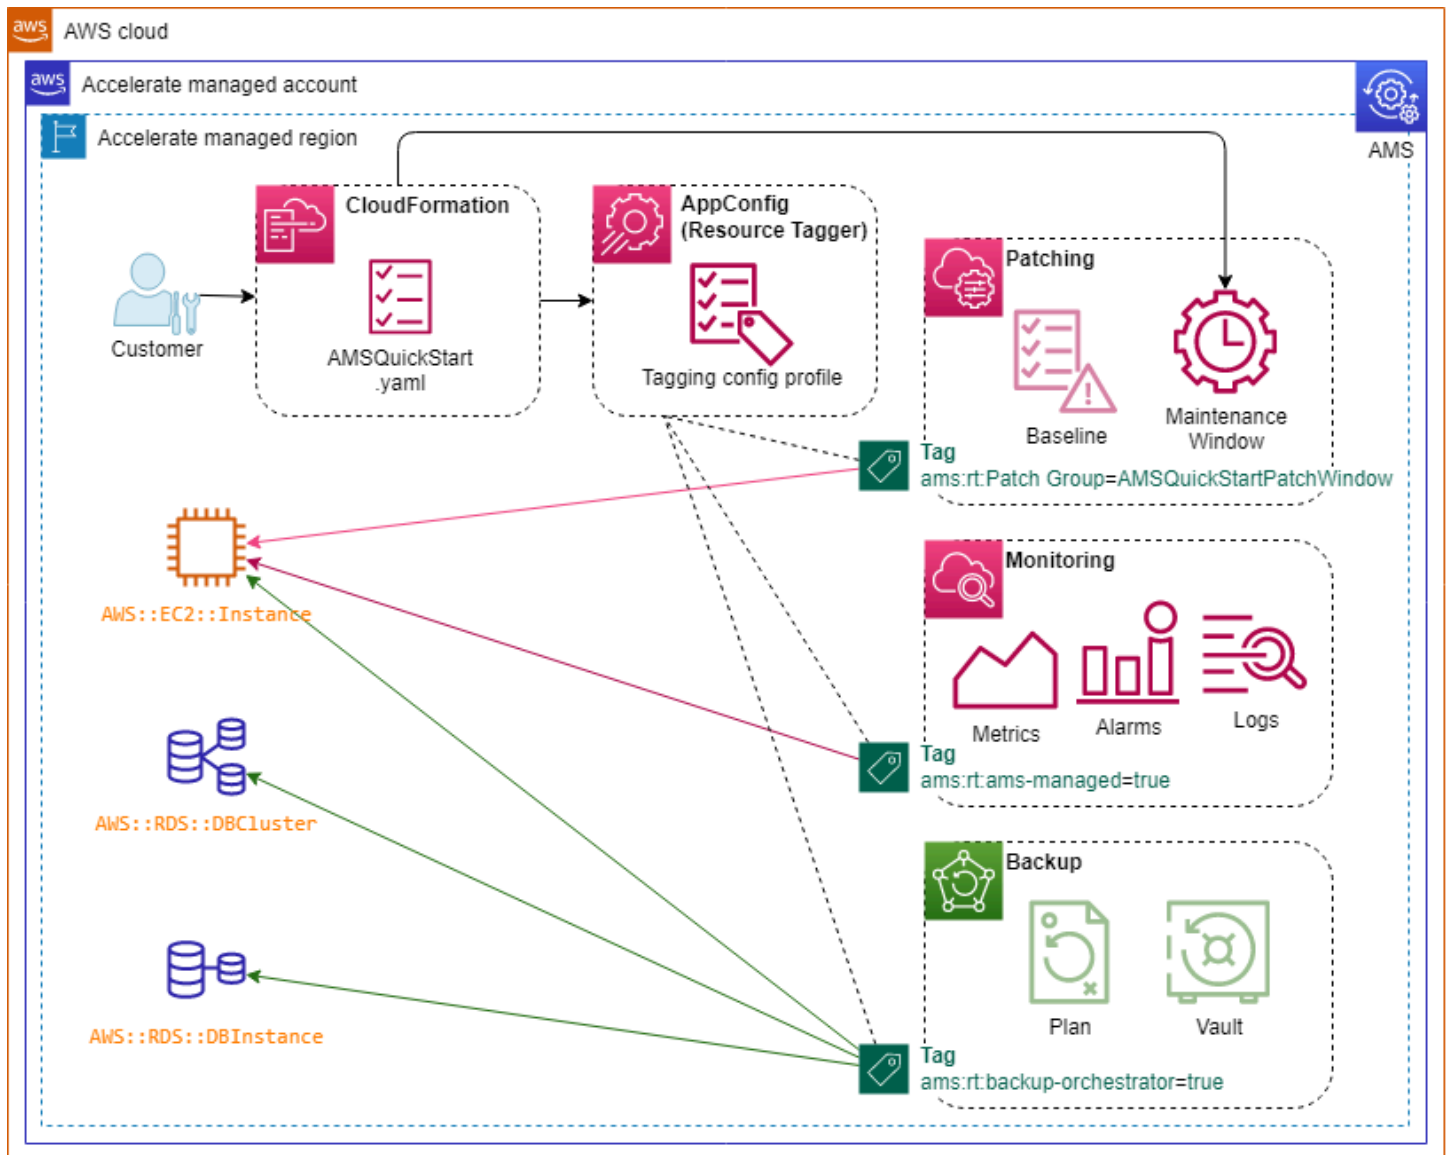 aws
AWS cloud
aws
Accelerate managed account
Accelerate managed region
AMS
CloudFormation
AMSQuickStart
.yaml
Customer
AppConfig
(Resource Tagger)
Tagging config profile
Patching
Baseline
Maintenance
Window
Tag
ams:rt:Patch Group=AMSQuickStartPatchWindow
AWS::EC2::Instance
Monitoring
Metrics
Alarms
Logs
Tag
ams:rt:ams-managed=true
AWS::RDS::DBCluster
Backup
Plan
Vault
AWS::RDS::DBInstance
Tag
ams:rt:backup-orchestrator=true